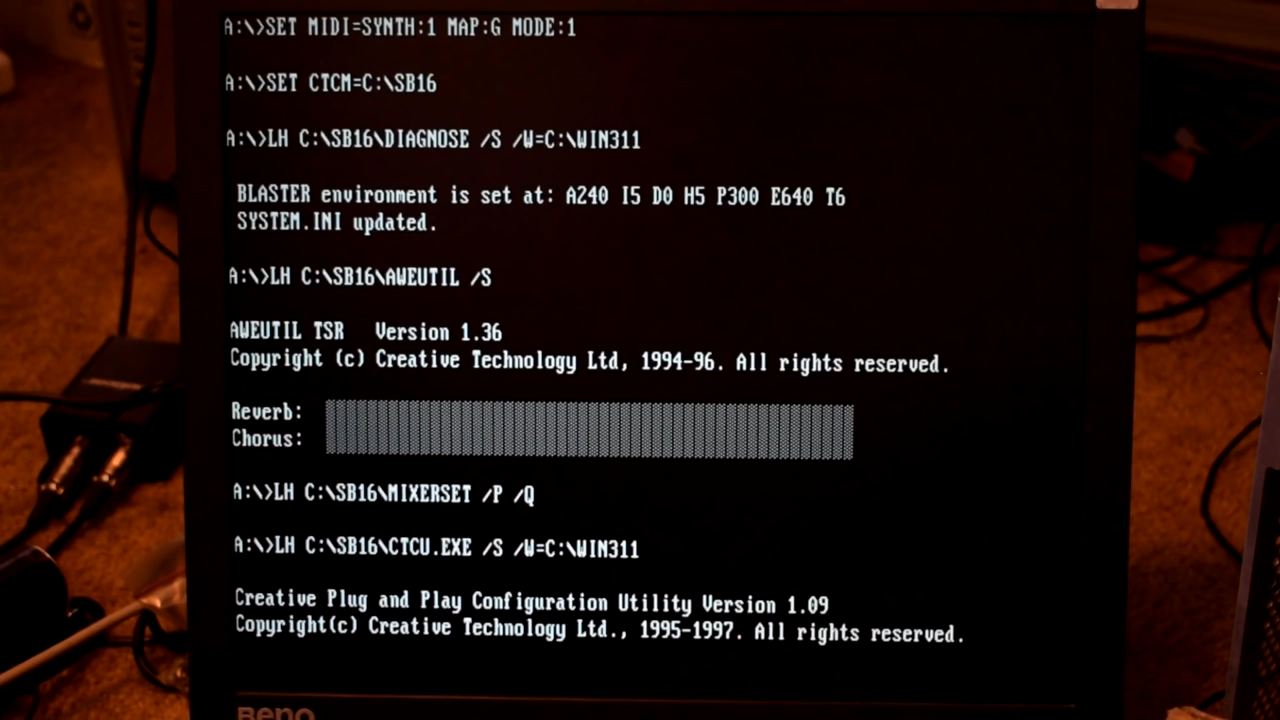 A:\>SET MIDI=SYNTH:1 MAP:G MODE:1
A:\>SET CTCM=C:\SB16
A:\>LH C:\SB16\DIAGNOSE /S /W=C:\WIN311
BLASTER environment is set at: A240 I5 D0 H5 P300 E640 T6
SYSTEM.INI updated.
A:\>LH C:\SB16\AWEUTIL /S
AWEUTIL TSR Version 1.36
Copyright (c) Creative Technology Ltd, 1994-96. All rights reserved.
Reverb:
Chorus:
A:\>LH C:\SB16\MIXERSET /P /Q
A:\>LH C:\SB16\CTCU.EXE /S /W=C:\WIN311
Creative Plug and Play Configuration Utility Version 1.09
Copyright(c) Creative Technology Ltd., 1995-1997. All rights reserved.
BenQ